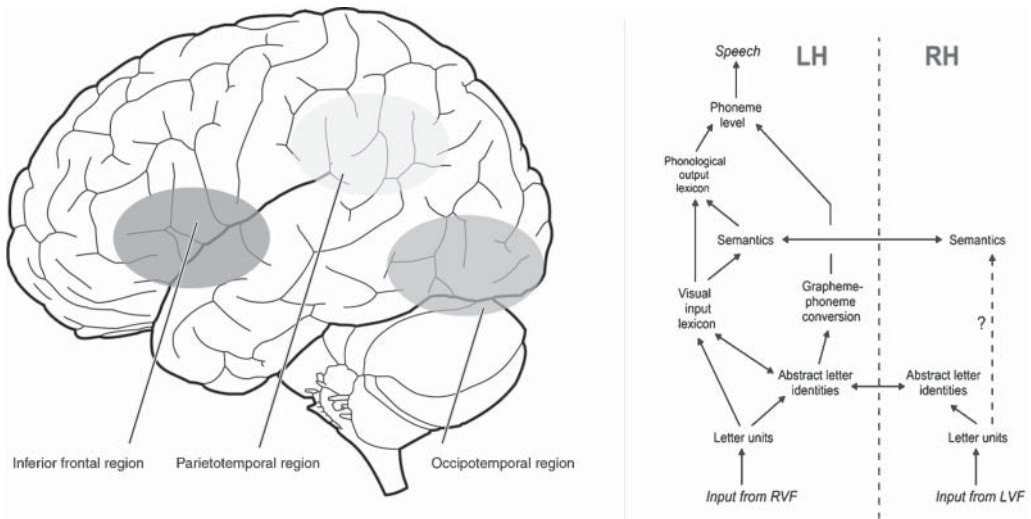 Inferior frontal region
Parietotemporal region
Occipotemporal region
Speech
LH
RH
Phoneme
level
Phonological
output
lexicon
Semantics
Semantics
Visual
input
lexicon
Grapheme-
phoneme
conversion
?
Abstract letter
identities
Abstract letter
identities
Letter units
Letter units
Input from RVF
Input from LVF